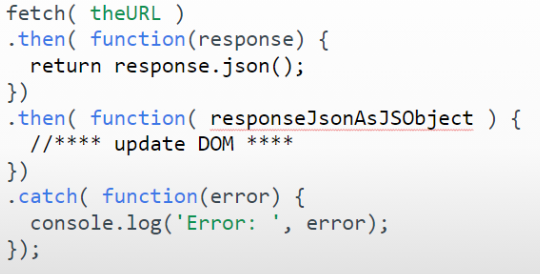 fetch( theURL )
.then( function(response) {
  return response.json();
})
.then( function( responseJsonAsJSObject ) {
  //**** update DOM ****
})
.catch( function(error) {
  console.log('Error: ', error);
});